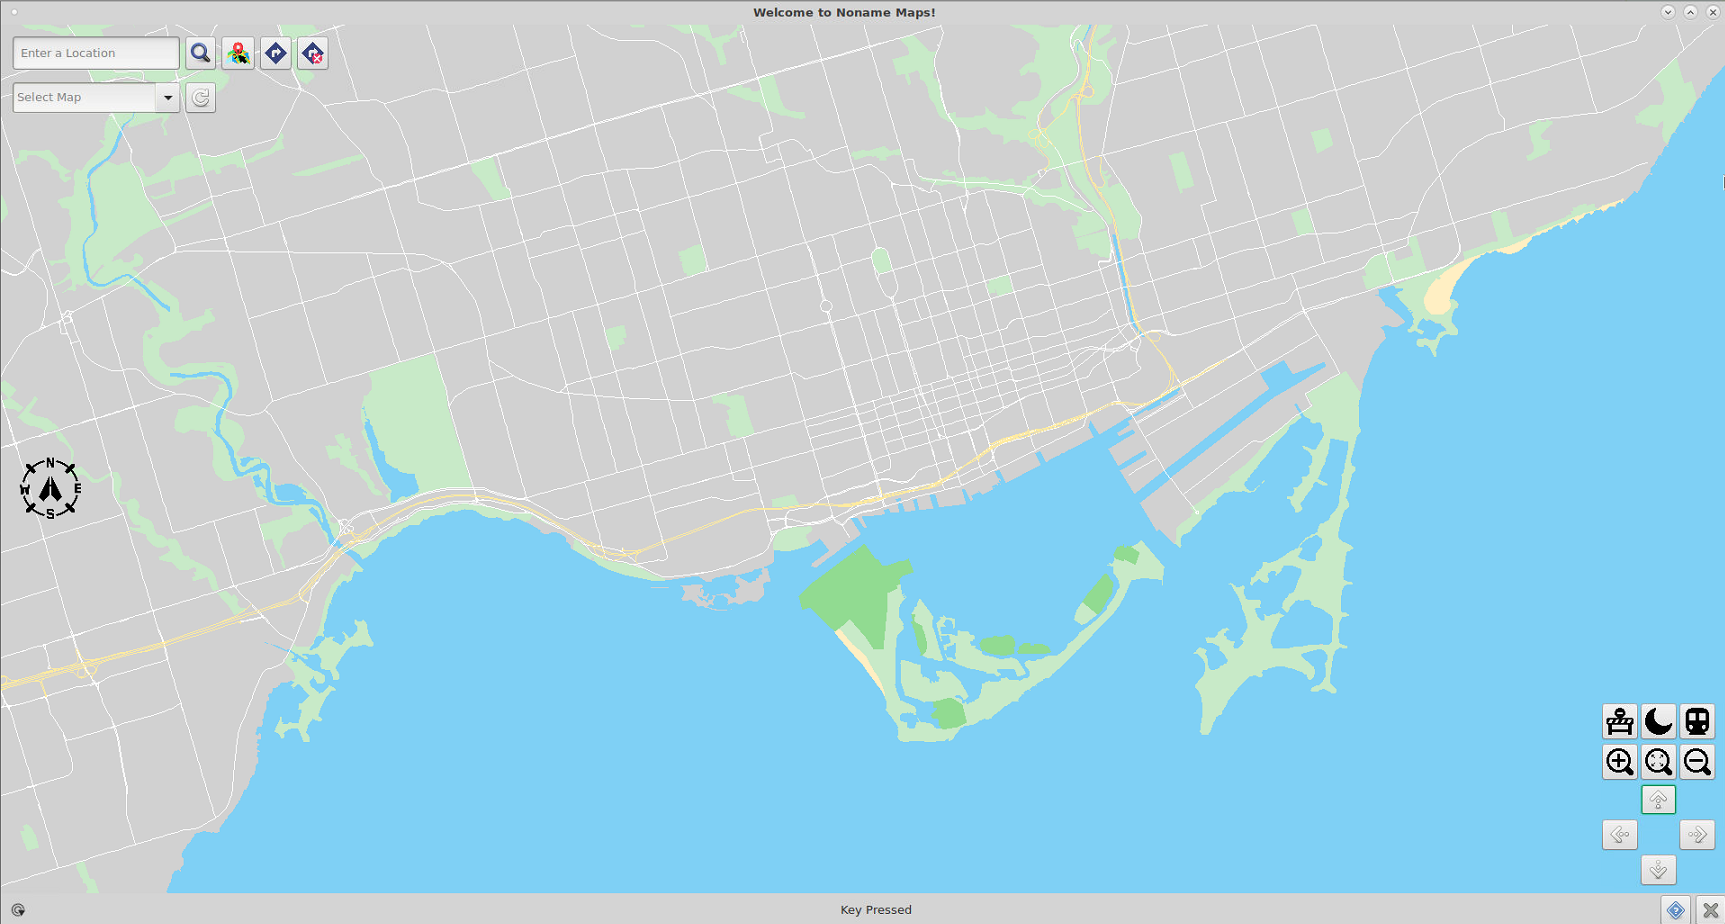 Welcome to Noname Maps!
Enter a Location
Select Map
N
W E
S
Key Pressed